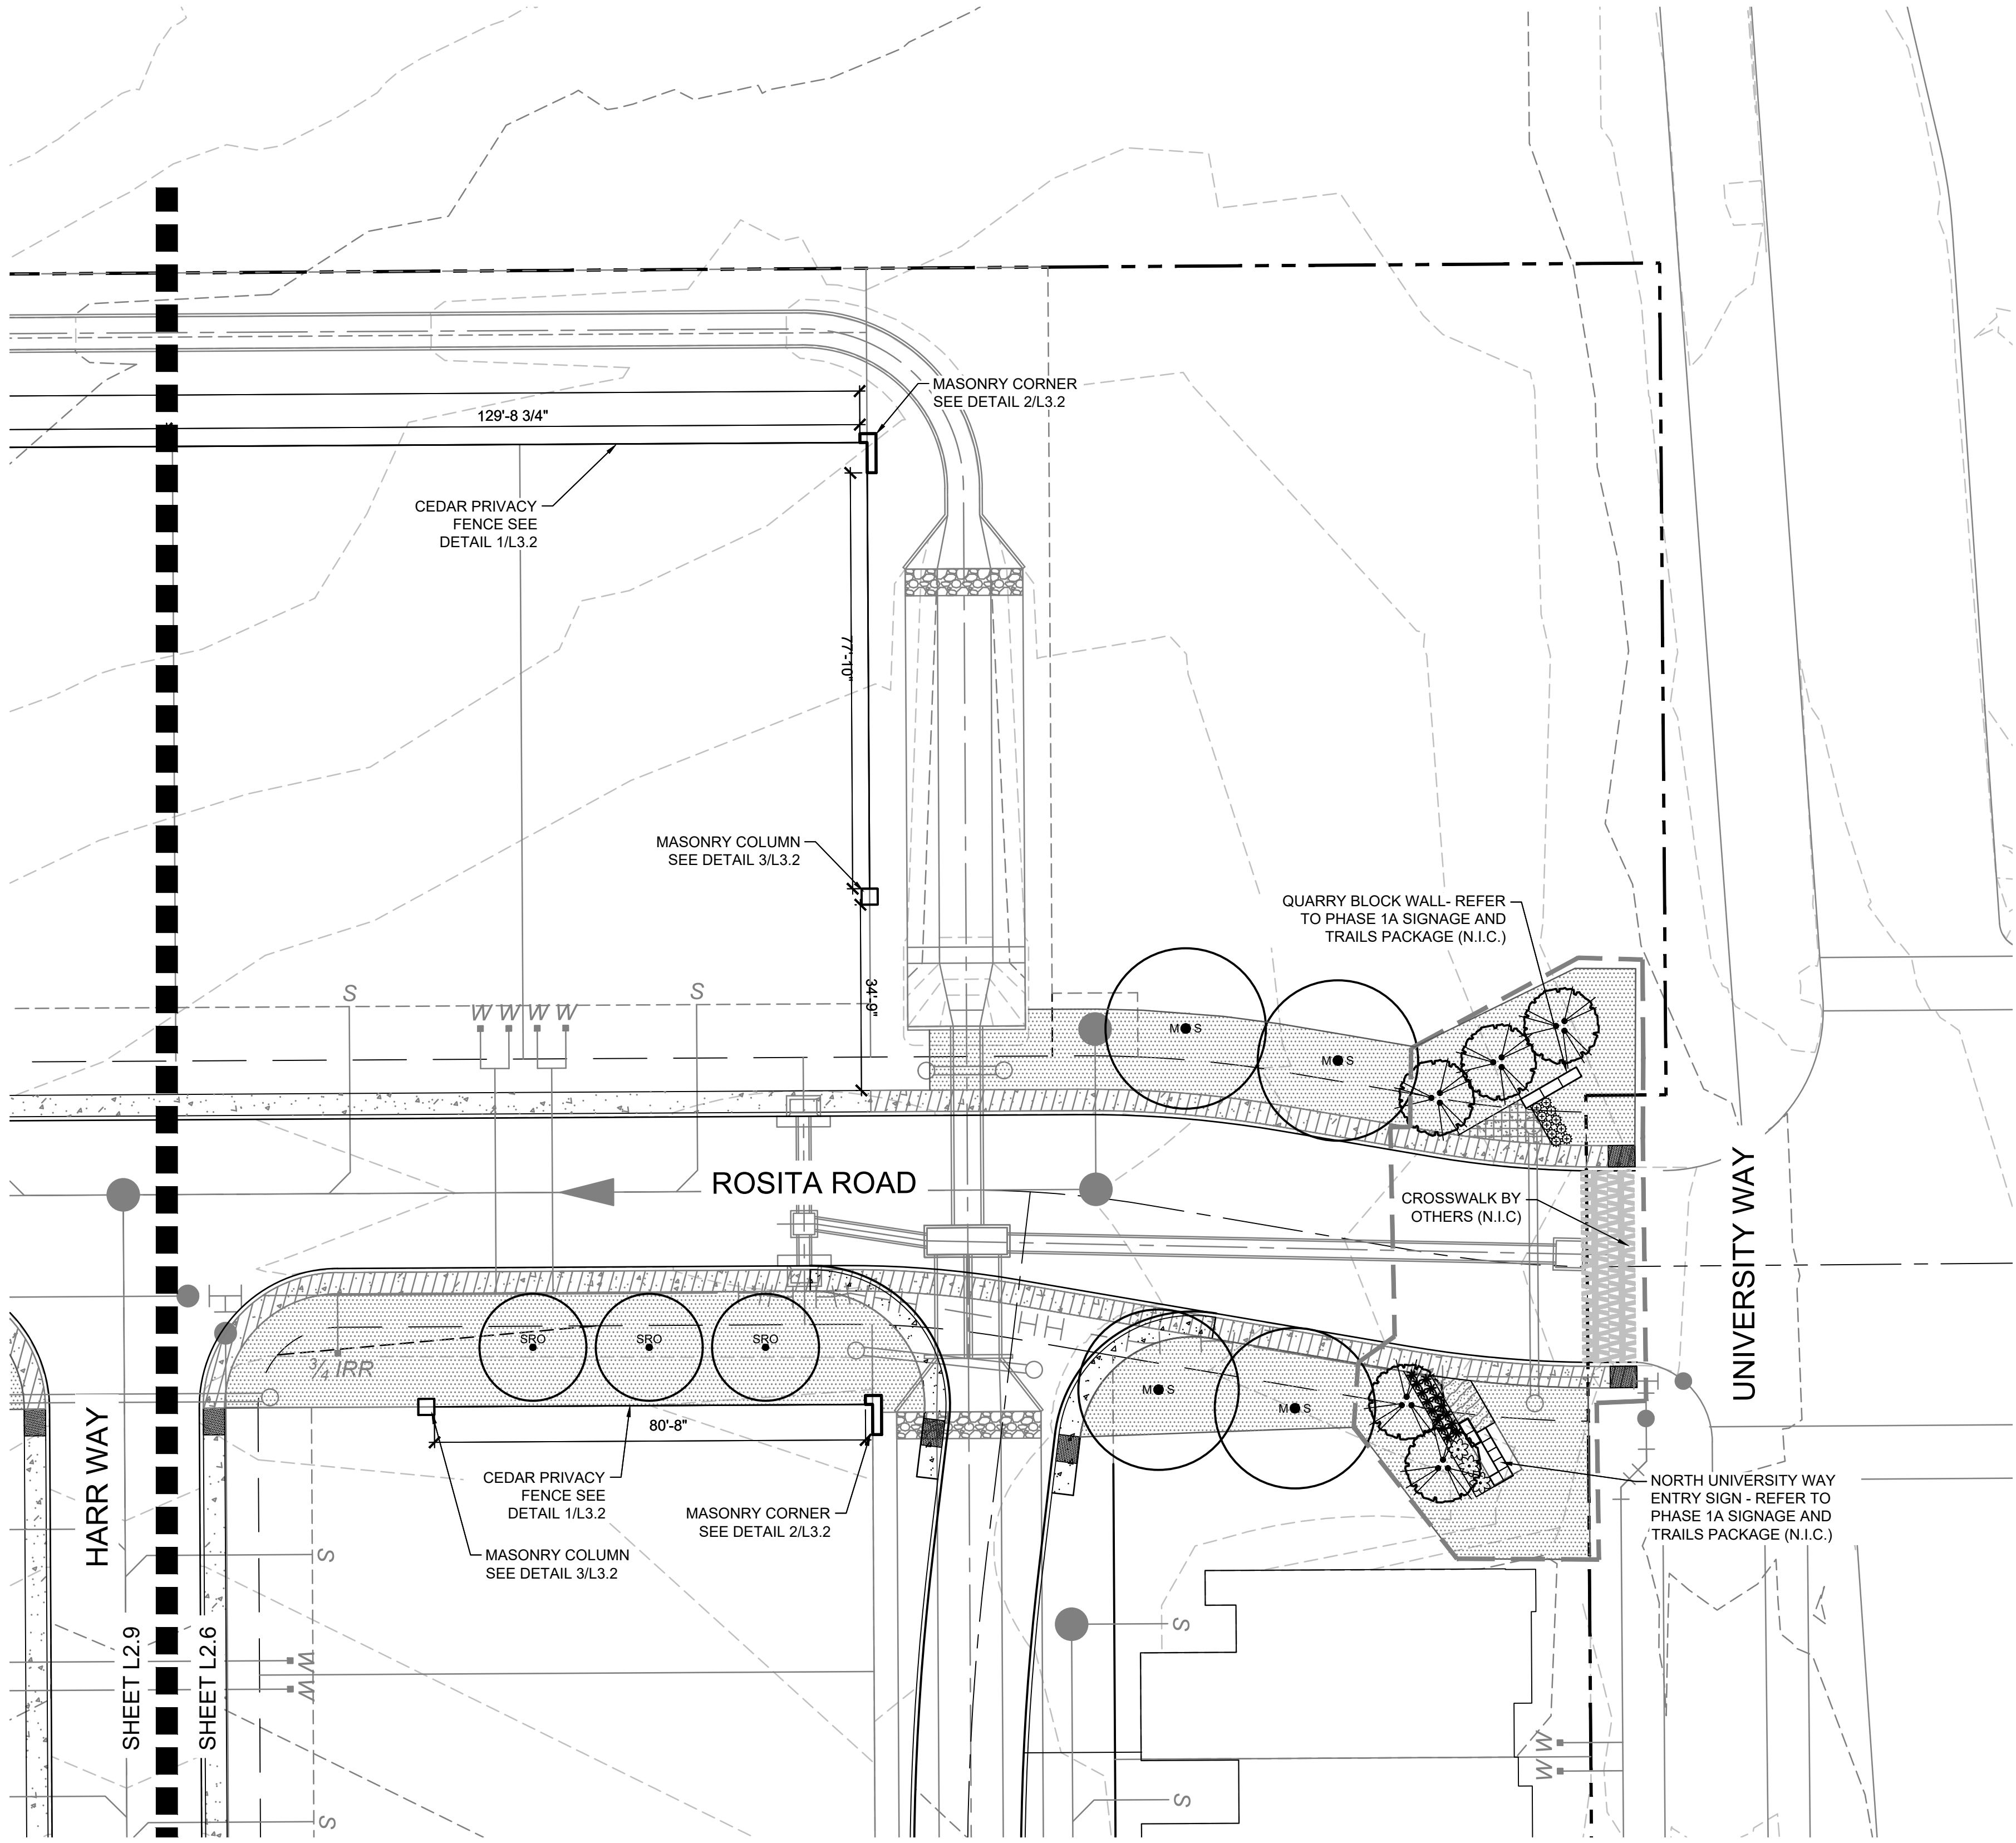 MASONRY CORNER
SEE DETAIL 2/L3.2
129'-8 3/4"
CEDAR PRIVACY
FENCE SEE
DETAIL 1/L3.2
77'-10"
MASONRY COLUMN
SEE DETAIL 3/L3.2
QUARRY BLOCK WALL- REFER
TO PHASE 1A SIGNAGE AND
TRAILS PACKAGE (N.I.C.)
34'-9"
S
S
W W W W
M S
M S
ROSITA ROAD
CROSSWALK BY
OTHERS (N.I.C)
UNIVERSITY WAY
SRO
SRO
SRO
3/4 IRR
M S
M S
80'-8"
HARR WAY
CEDAR PRIVACY
FENCE SEE
DETAIL 1/L3.2
MASONRY CORNER
SEE DETAIL 2/L3.2
MASONRY COLUMN
SEE DETAIL 3/L3.2
NORTH UNIVERSITY WAY
ENTRY SIGN - REFER TO
PHASE 1A SIGNAGE AND
TRAILS PACKAGE (N.I.C.)
S
S
SHEET L2.9
SHEET L2.6
W
W
W
W
S
S